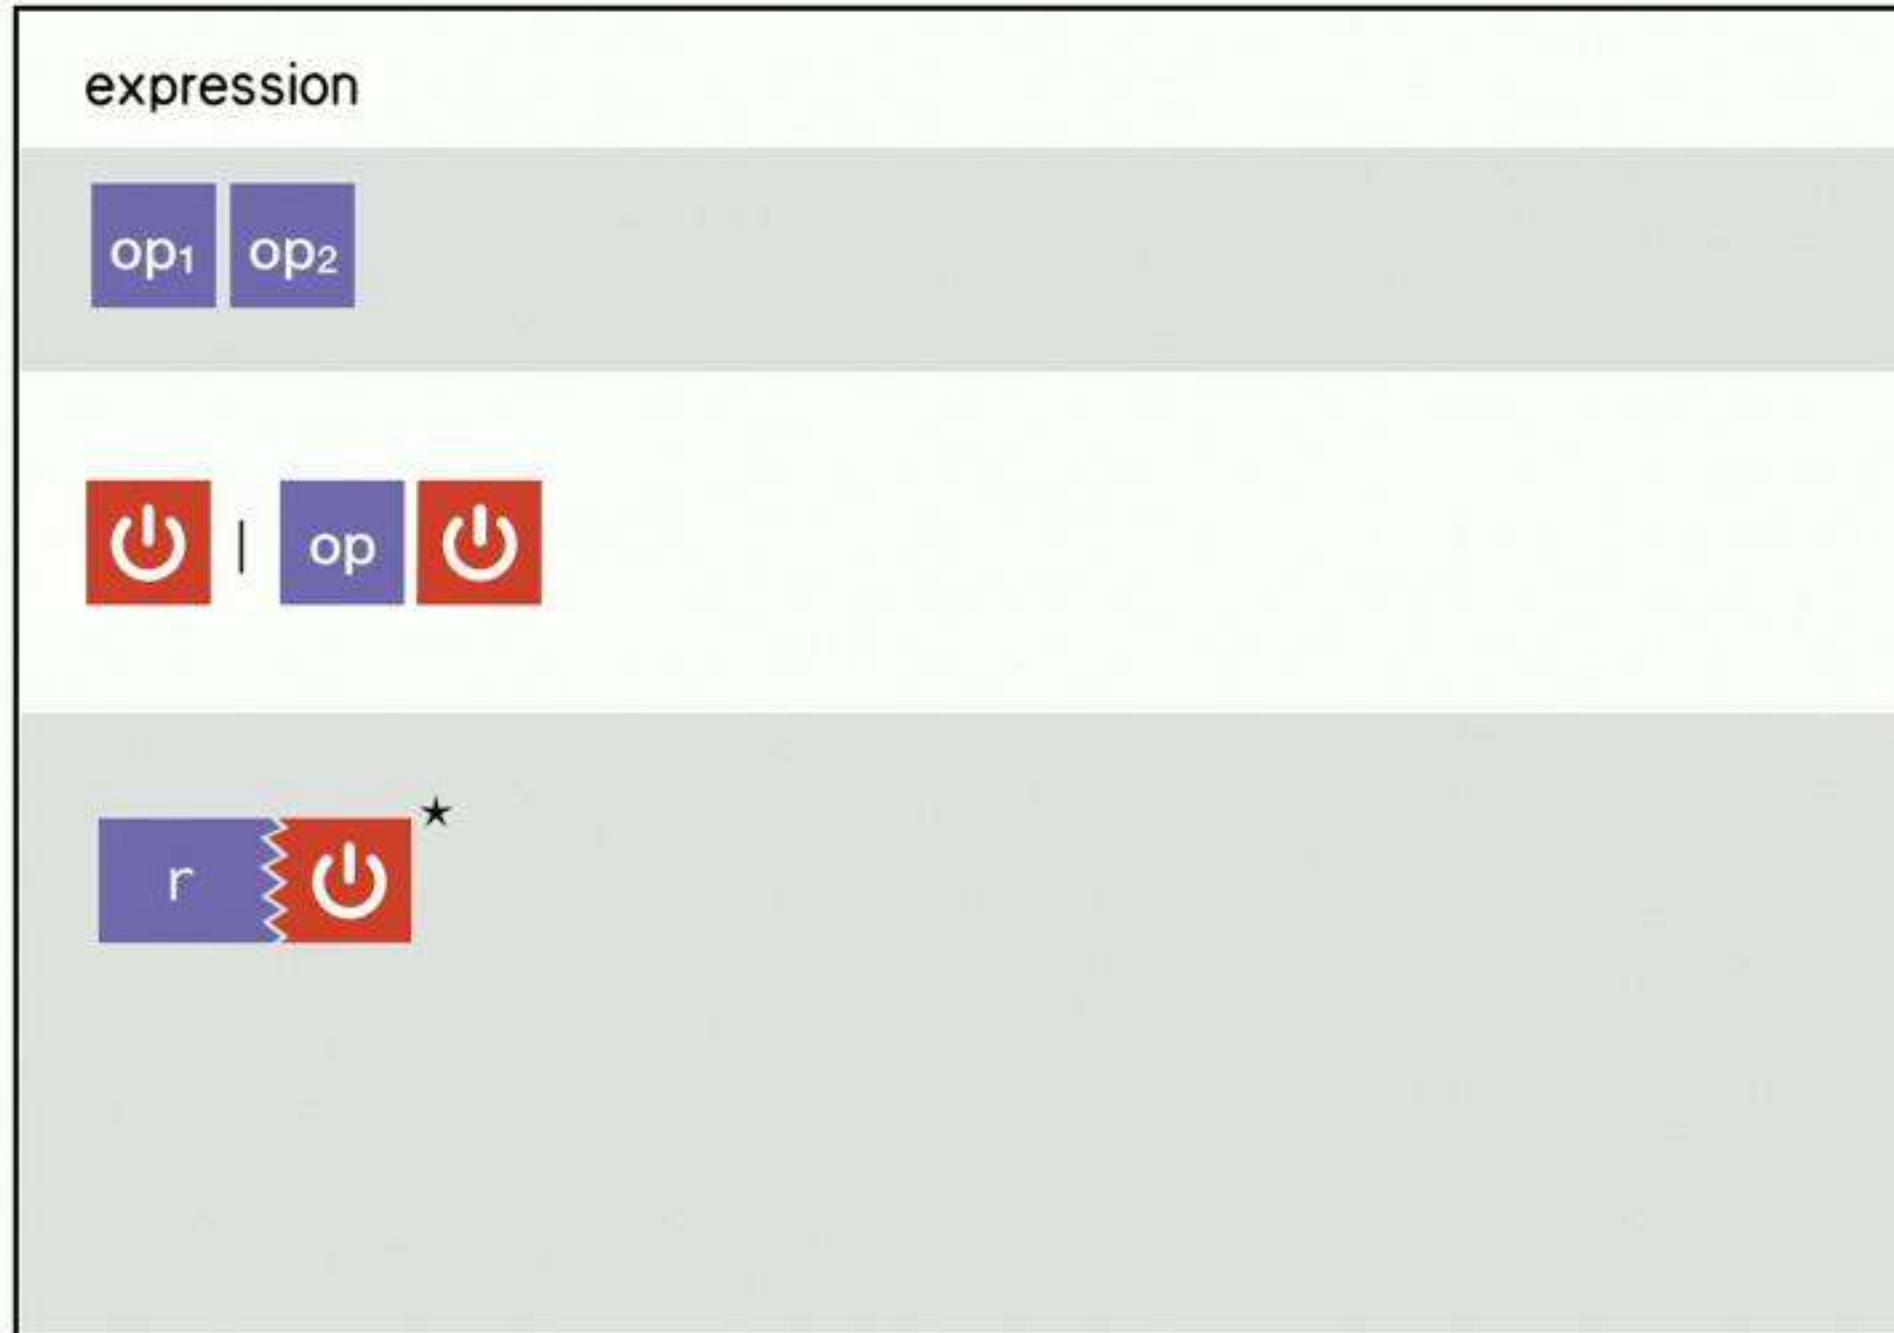 expression
op₁ op₂
| op
r ★